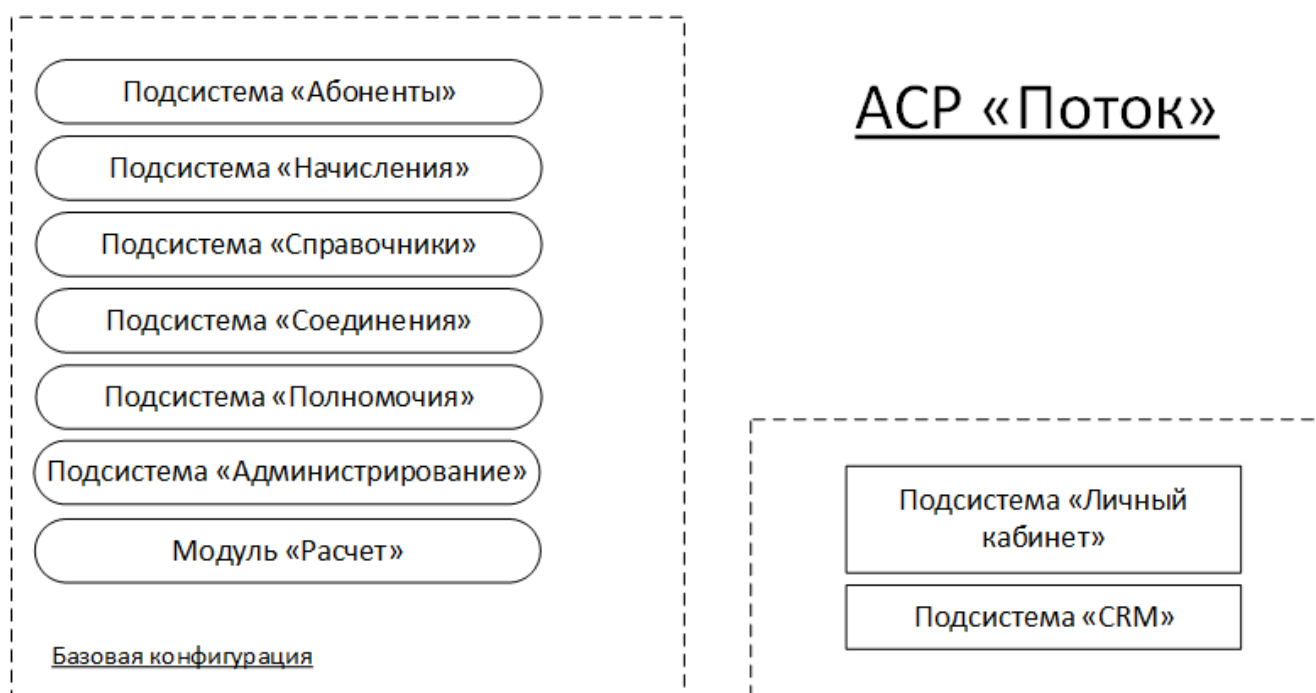 Подсистема «Абоненты»
Подсистема «Начисления»
Подсистема «Справочники»
Подсистема «Соединения»
Подсистема «Полномочия»
Подсистема «Администрирование»
Модуль «Расчет»
Базовая конфигурация
АСР «Поток»
Подсистема «Личный
кабинет»
Подсистема «CRM»